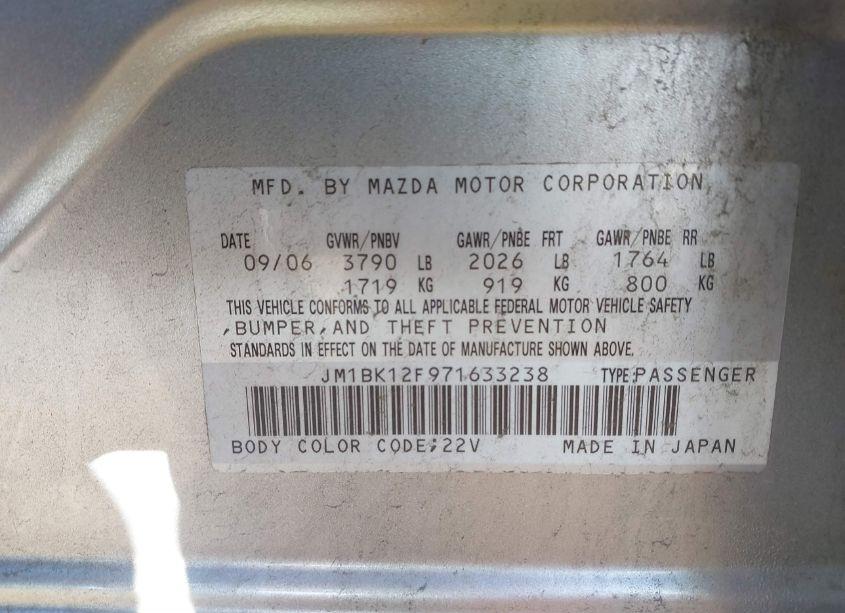 MFD. BY MAZDA MOTOR CORPORATION
DATE GVWR/PNBV GAWR/PNBE FRT GAWR/PNBE RR
09/06 3790 LB 2026 LB 1764 LB
1719 KG 919 KG 800 KG
THIS VEHICLE CONFORMS TO ALL APPLICABLE FEDERAL MOTOR VEHICLE SAFETY
,BUMPER,AND THEFT PREVENTION
STANDARDS IN EFFECT ON THE DATE OF MANUFACTURE SHOWN ABOVE.
JM1BK12F971633238 TYPE:PASSENGER
BODY COLOR CODE;22V MADE IN JAPAN